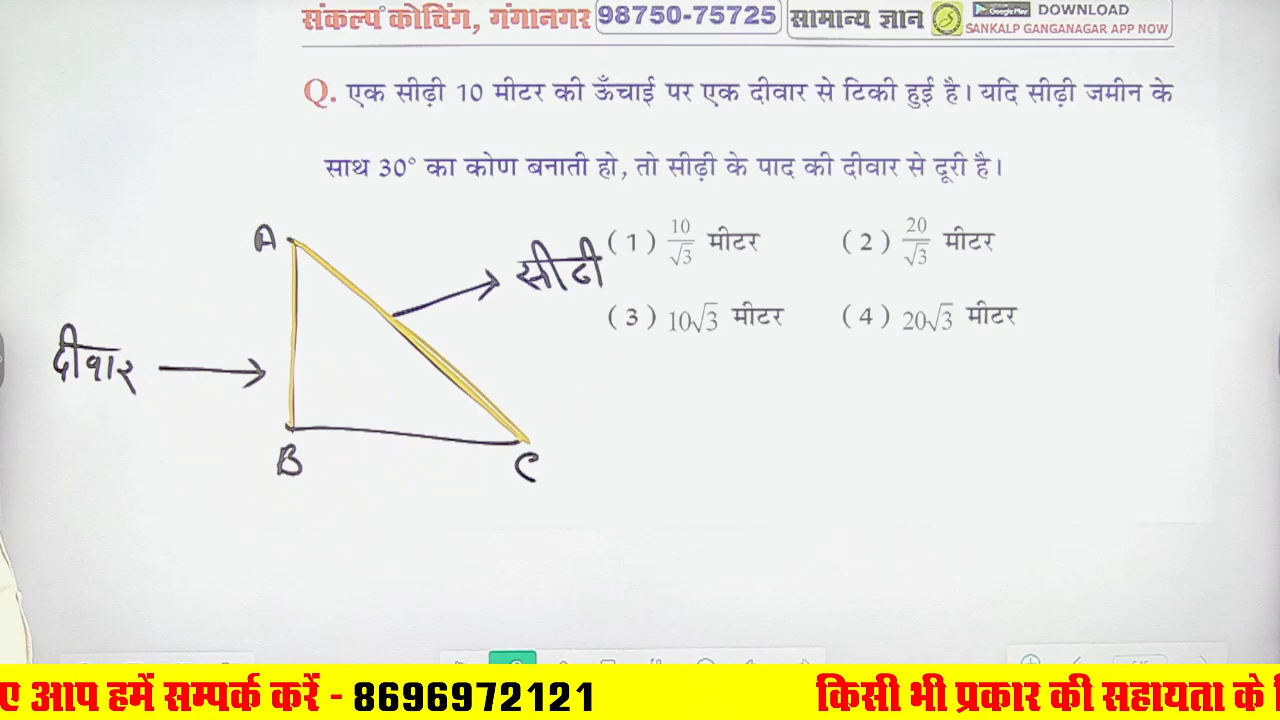 संकल्प कोचिंग, गंगानगर 98750-75725 सामान्य ज्ञान Google Play DOWNLOAD
SANKALP GANGANAGAR APP NOW
Q. एक सीढ़ी 10 मीटर की ऊँचाई पर एक दीवार से टिकी हुई है। यदि सीढ़ी जमीन के
साथ 30° का कोण बनाती हो, तो सीढ़ी के पाद की दीवार से दूरी है।
(1) 10/√3 मीटर (2) 20/√3 मीटर
(3) 10√3 मीटर (4) 20√3 मीटर
A
सीढी
दीवार
B
C
ए आप हमें सम्पर्क करें - 8696972121 किसी भी प्रकार की सहायता के